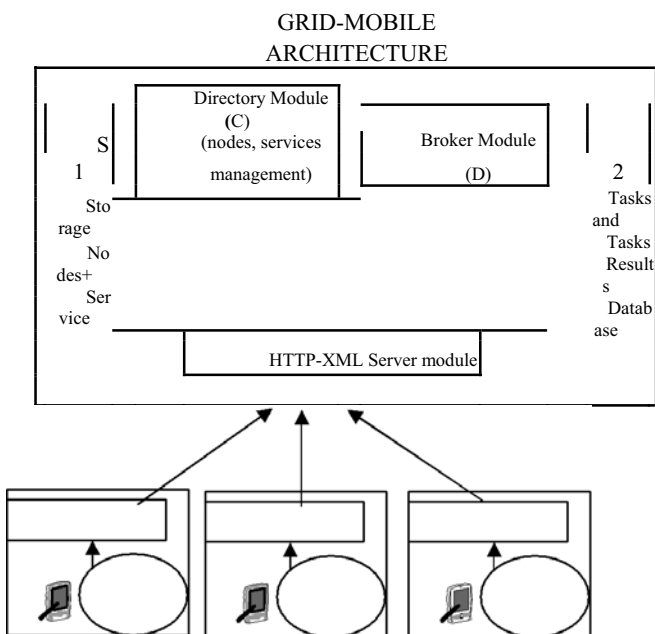 GRID-MOBILE
ARCHITECTURE
Directory Module
(C)
(nodes, services
management)
Broker Module
(D)
S
1
Sto
rage
No
des+
Ser
vice
2
Tasks
and
Tasks
Result
s
Datab
ase
HTTP-XML Server module